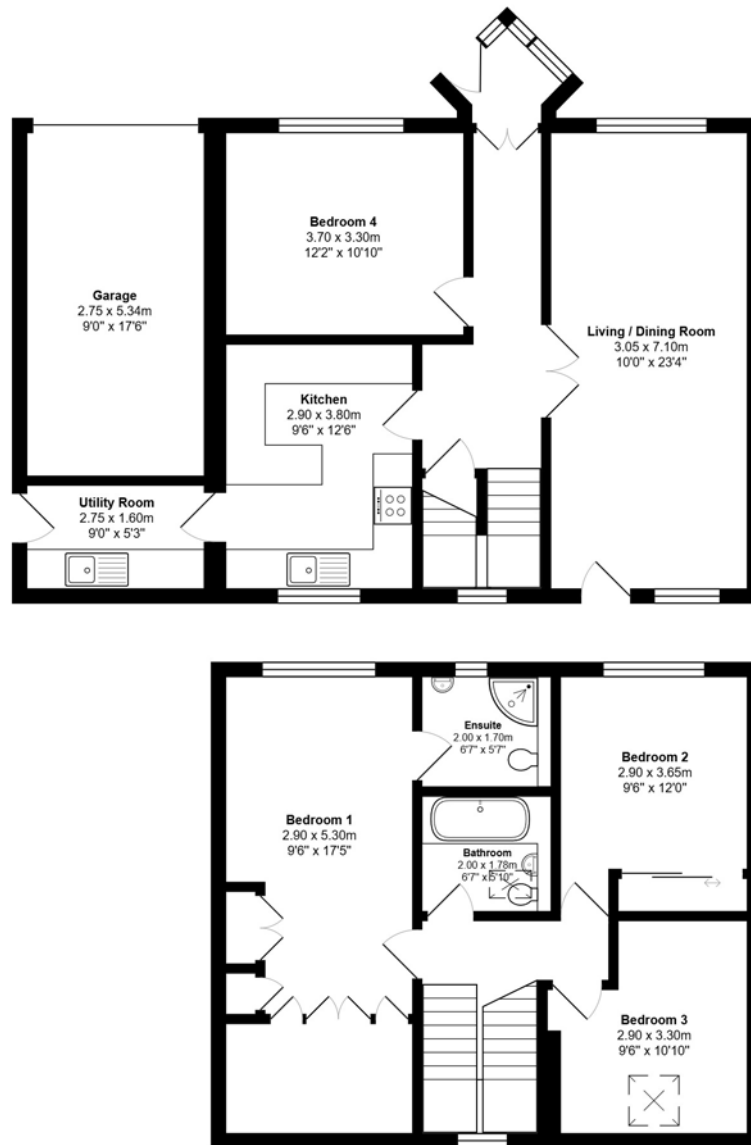 Bedroom 4
3.70 x 3.30m
12'2" x 10'10"
Garage
2.75 x 5.34m
9'0" x 17'6"
Living / Dining Room
3.05 x 7.10m
10'0" x 23'4"
Kitchen
2.90 x 3.80m
9'6" x 12'6"
Utility Room
2.75 x 1.60m
9'0" x 5'3"
Ensuite
2.00 x 1.70m
6'7" x 5'7"
Bedroom 2
2.90 x 3.65m
9'6" x 12'0"
Bedroom 1
2.90 x 5.30m
9'6" x 17'5"
Bathroom
2.00 x 1.78m
6'7" x 5'10"
Bedroom 3
2.90 x 3.30m
9'6" x 10'10"